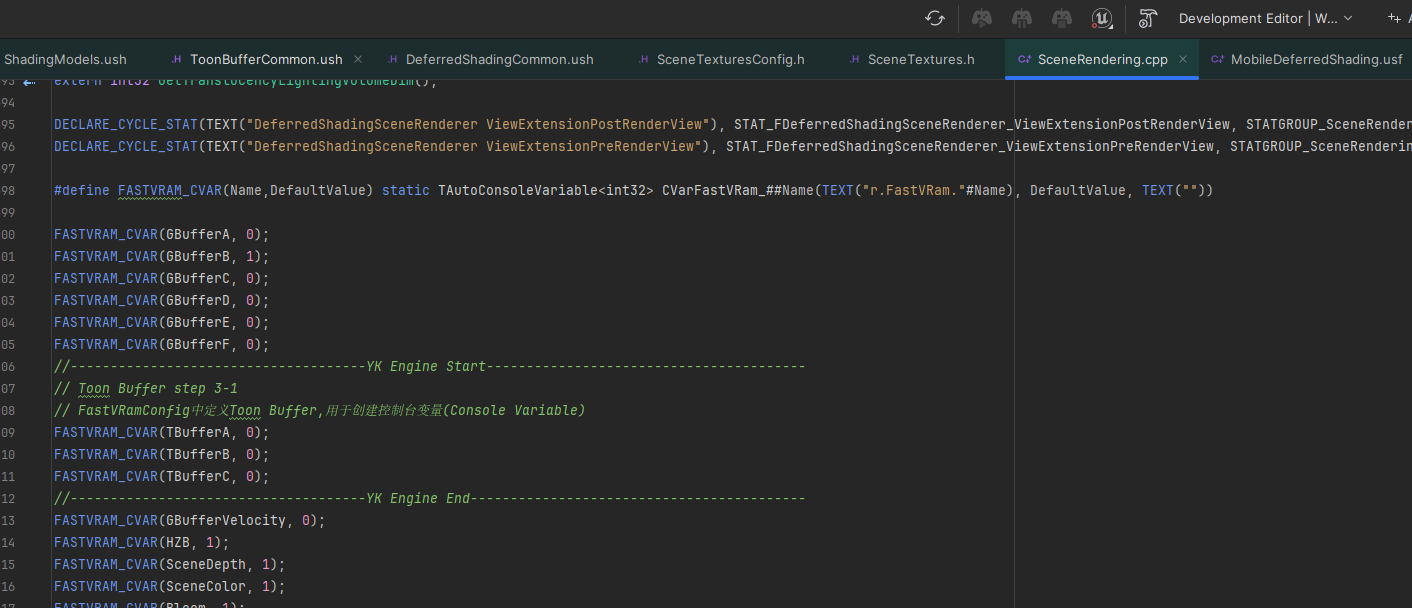 Development Editor | W...
ShadingModels.ush ToonBufferCommon.ush DeferredShadingCommon.ush SceneTexturesConfig.h SceneTextures.h SceneRendering.cpp MobileDeferredShading.usf
93 extern int32 GetTranslucencyLightingVolumeDim();
94
95 DECLARE_CYCLE_STAT(TEXT("DeferredShadingSceneRenderer ViewExtensionPostRenderView"), STAT_FDeferredShadingSceneRenderer_ViewExtensionPostRenderView, STATGROUP_SceneRender
96 DECLARE_CYCLE_STAT(TEXT("DeferredShadingSceneRenderer ViewExtensionPreRenderView"), STAT_FDeferredShadingSceneRenderer_ViewExtensionPreRenderView, STATGROUP_SceneRenderin
97
98 #define FASTVRAM_CVAR(Name,DefaultValue) static TAutoConsoleVariable<int32> CVarFastVRam_##Name(TEXT("r.FastVRam."#Name), DefaultValue, TEXT(""))
99
00 FASTVRAM_CVAR(GBufferA, 0);
01 FASTVRAM_CVAR(GBufferB, 1);
02 FASTVRAM_CVAR(GBufferC, 0);
03 FASTVRAM_CVAR(GBufferD, 0);
04 FASTVRAM_CVAR(GBufferE, 0);
05 FASTVRAM_CVAR(GBufferF, 0);
06 //-------------------------------------YK Engine Start----------------------------------------
07 // Toon Buffer step 3-1
08 // FastVRamConfig中定义Toon Buffer,用于创建控制台变量(Console Variable)
09 FASTVRAM_CVAR(TBufferA, 0);
10 FASTVRAM_CVAR(TBufferB, 0);
11 FASTVRAM_CVAR(TBufferC, 0);
12 //-------------------------------------YK Engine End------------------------------------------
13 FASTVRAM_CVAR(GBufferVelocity, 0);
14 FASTVRAM_CVAR(HZB, 1);
15 FASTVRAM_CVAR(SceneDepth, 1);
16 FASTVRAM_CVAR(SceneColor, 1);
17 FASTVRAM_CVAR(Bloom, 1);